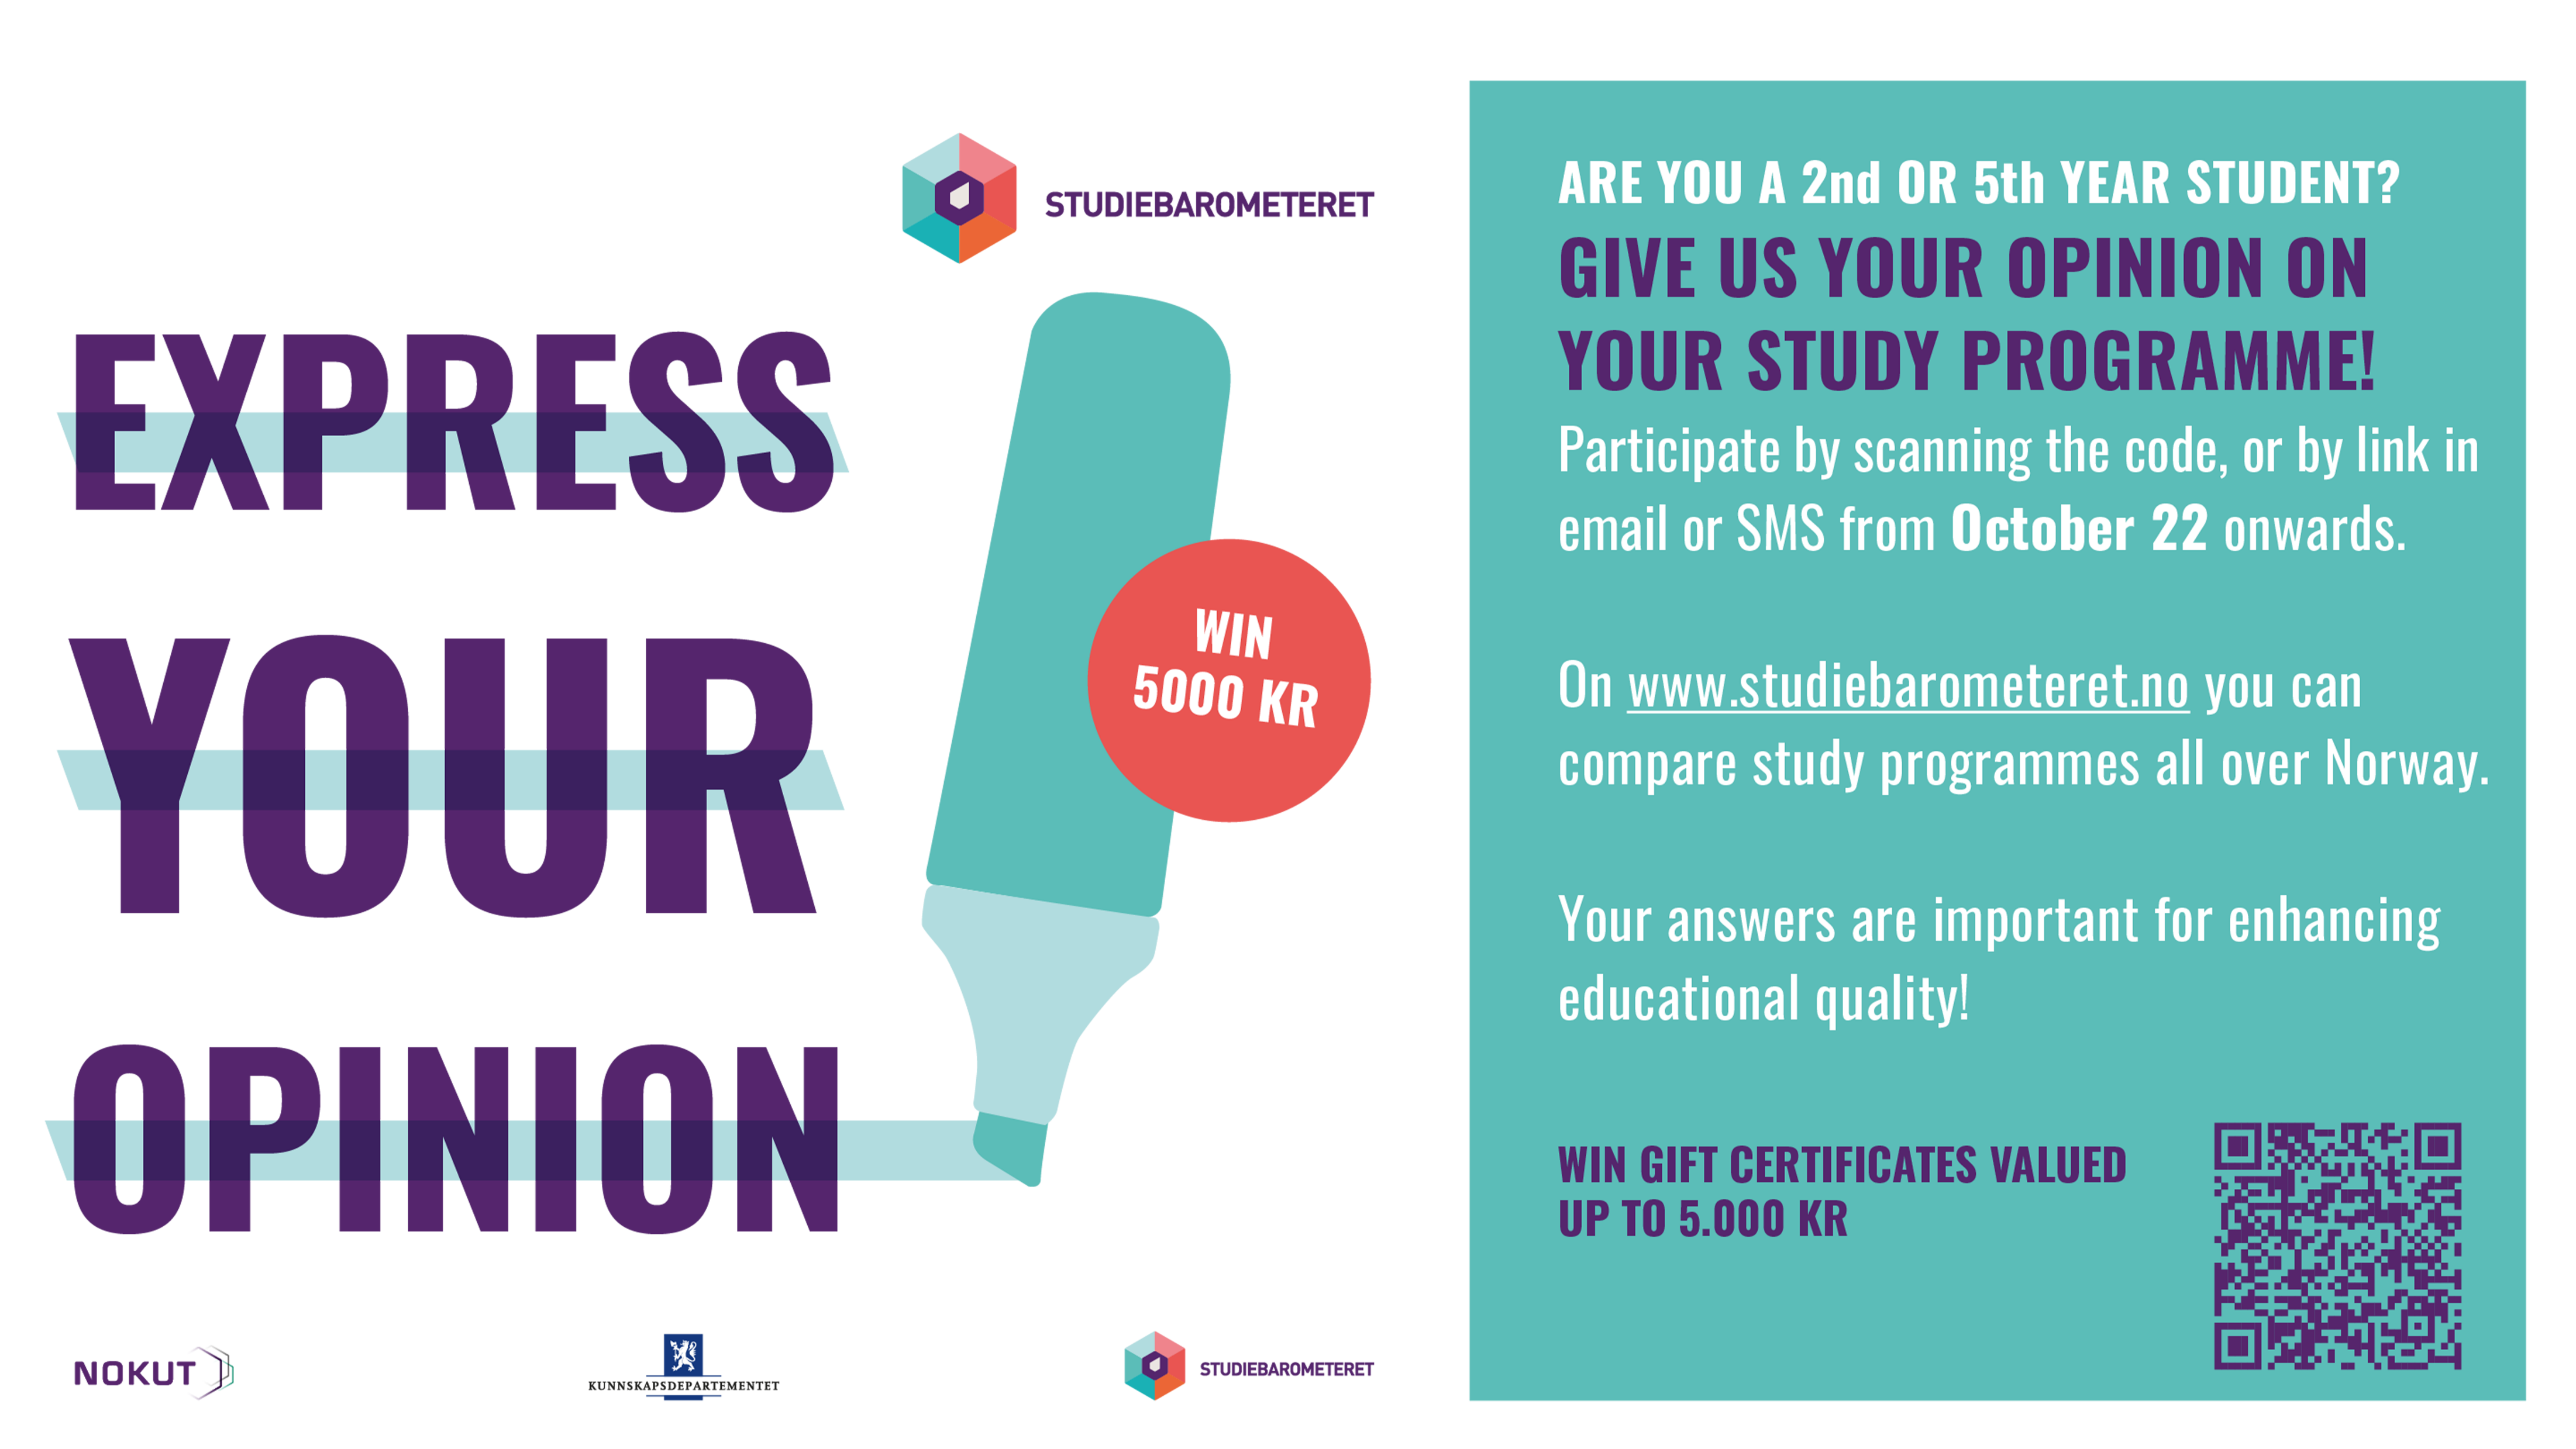 STUDIEBAROMETERET
EXPRESS
YOUR
OPINION
WIN
5000 KR
NOKUT
KUNNSKAPSDEPARTEMENTET
STUDIEBAROMETERET
ARE YOU A 2nd OR 5th YEAR STUDENT?
GIVE US YOUR OPINION ON
YOUR STUDY PROGRAMME!
Participate by scanning the code, or by link in
email or SMS from October 22 onwards.
On www.studiebarometeret.no you can
compare study programmes all over Norway.
Your answers are important for enhancing
educational quality!
WIN GIFT CERTIFICATES VALUED
UP TO 5.000 KR